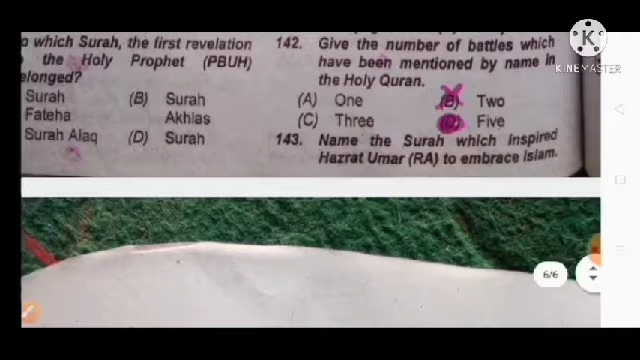 o which Surah, the first revelation
the Holy Prophet (PBUH)
elonged?
Surah (B) Surah
Fateha Akhlas
Surah Alaq (D) Surah
142. Give the number of battles which
have been mentioned by name in
the Holy Quran.
(A) One (B) Two
(C) Three (D) Five
143. Name the Surah which inspired
Hazrat Umar (RA) to embrace Islam.
KINEMASTER
6/6